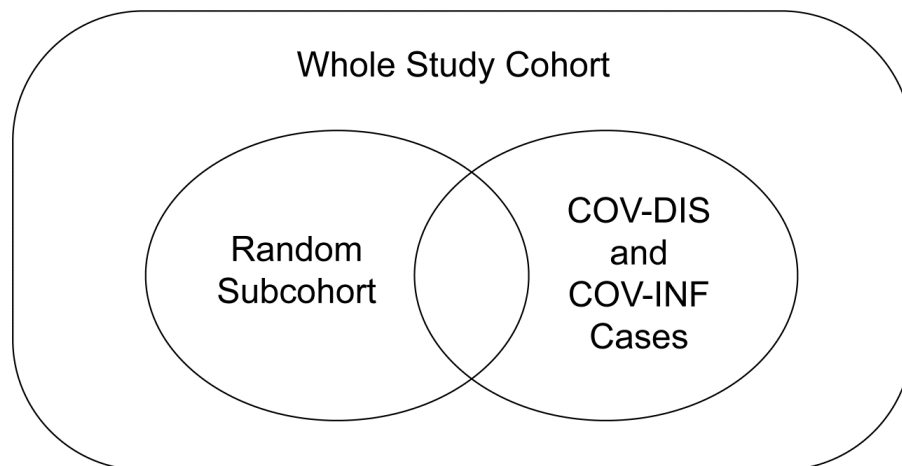 Whole Study Cohort
Random
Subcohort
COV-DIS
and
COV-INF
Cases